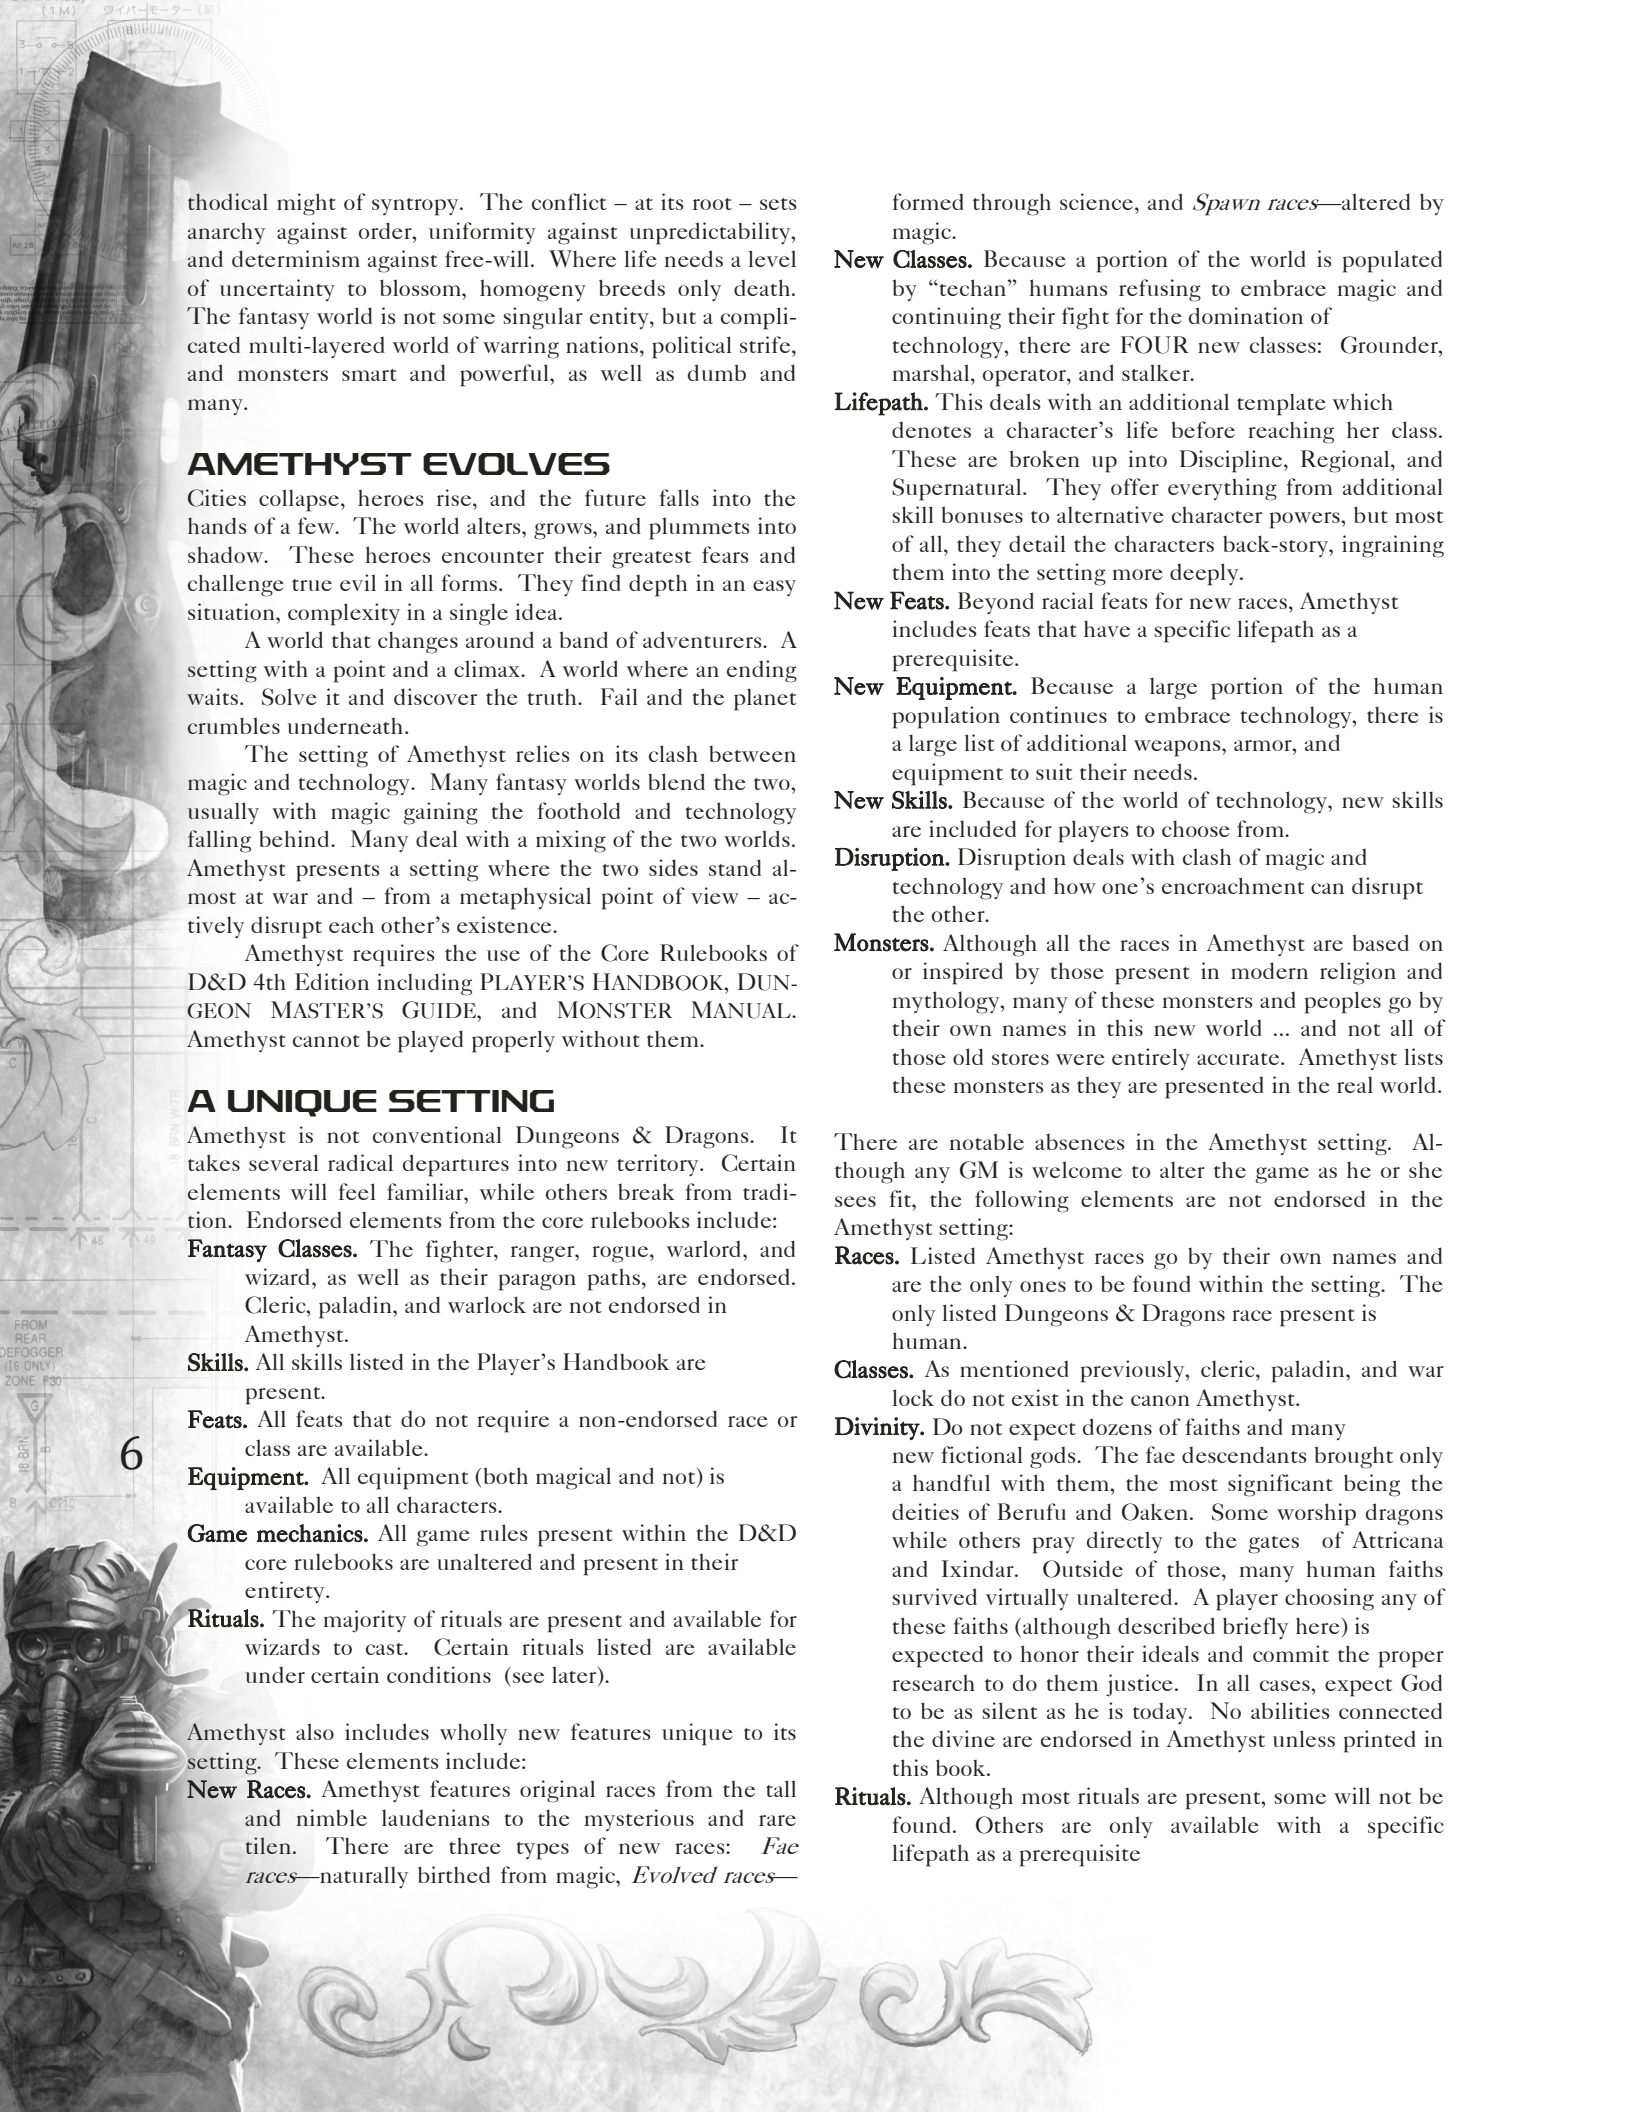 (1M)
ワイパーモーター(前)
thodical might of syntropy. The conflict – at its root – sets
anarchy against order, uniformity against unpredictability,
and determinism against free-will. Where life needs a level
of uncertainty to blossom, homogeny breeds only death.
The fantasy world is not some singular entity, but a compli-
cated multi-layered world of warring nations, political strife,
and monsters smart and powerful, as well as dumb and
many.
AMETHYST EVOLVES
Cities collapse, heroes rise, and the future falls into the
hands of a few. The world alters, grows, and plummets into
shadow. These heroes encounter their greatest fears and
challenge true evil in all forms. They find depth in an easy
situation, complexity in a single idea.
A world that changes around a band of adventurers. A
setting with a point and a climax. A world where an ending
waits. Solve it and discover the truth. Fail and the planet
crumbles underneath.
The setting of Amethyst relies on its clash between
magic and technology. Many fantasy worlds blend the two,
usually with magic gaining the foothold and technology
falling behind. Many deal with a mixing of the two worlds.
Amethyst presents a setting where the two sides stand al-
most at war and – from a metaphysical point of view – ac-
tively disrupt each other's existence.
Amethyst requires the use of the Core Rulebooks of
D&D 4th Edition including PLAYER'S HANDBOOK, DUN-
GEON MASTER'S GUIDE, and MONSTER MANUAL.
Amethyst cannot be played properly without them.
A UNIQUE SETTING
Amethyst is not conventional Dungeons & Dragons. It
takes several radical departures into new territory. Certain
elements will feel familiar, while others break from tradi-
tion. Endorsed elements from the core rulebooks include:
Fantasy Classes. The fighter, ranger, rogue, warlord, and
wizard, as well as their paragon paths, are endorsed.
Cleric, paladin, and warlock are not endorsed in
Amethyst.
Skills. All skills listed in the Player's Handbook are
present.
Feats. All feats that do not require a non-endorsed race or
class are available.
Equipment. All equipment (both magical and not) is
available to all characters.
Game mechanics. All game rules present within the D&D
core rulebooks are unaltered and present in their
entirety.
Rituals. The majority of rituals are present and available for
wizards to cast. Certain rituals listed are available
under certain conditions (see later).
Amethyst also includes wholly new features unique to its
setting. These elements include:
New Races. Amethyst features original races from the tall
and nimble laudenians to the mysterious and rare
tilen. There are three types of new races: Fae
races—naturally birthed from magic, Evolved races—
formed through science, and Spawn races—altered by
magic.
New Classes. Because a portion of the world is populated
by “techan” humans refusing to embrace magic and
continuing their fight for the domination of
technology, there are FOUR new classes: Grounder,
marshal, operator, and stalker.
Lifepath. This deals with an additional template which
denotes a character's life before reaching her class.
These are broken up into Discipline, Regional, and
Supernatural. They offer everything from additional
skill bonuses to alternative character powers, but most
of all, they detail the characters back-story, ingraining
them into the setting more deeply.
New Feats. Beyond racial feats for new races, Amethyst
includes feats that have a specific lifepath as a
prerequisite.
New Equipment. Because a large portion of the human
population continues to embrace technology, there is
a large list of additional weapons, armor, and
equipment to suit their needs.
New Skills. Because of the world of technology, new skills
are included for players to choose from.
Disruption. Disruption deals with clash of magic and
technology and how one's encroachment can disrupt
the other.
Monsters. Although all the races in Amethyst are based on
or inspired by those present in modern religion and
mythology, many of these monsters and peoples go by
their own names in this new world ... and not all of
those old stores were entirely accurate. Amethyst lists
these monsters as they are presented in the real world.
There are notable absences in the Amethyst setting. Al-
though any GM is welcome to alter the game as he or she
sees fit, the following elements are not endorsed in the
Amethyst setting:
Races. Listed Amethyst races go by their own names and
are the only ones to be found within the setting. The
only listed Dungeons & Dragons race present is
human.
Classes. As mentioned previously, cleric, paladin, and war
lock do not exist in the canon Amethyst.
Divinity. Do not expect dozens of faiths and many
new fictional gods. The fae descendants brought only
a handful with them, the most significant being the
deities of Berufu and Oaken. Some worship dragons
while others pray directly to the gates of Attricana
and Ixindar. Outside of those, many human faiths
survived virtually unaltered. A player choosing any of
these faiths (although described briefly here) is
expected to honor their ideals and commit the proper
research to do them justice. In all cases, expect God
to be as silent as he is today. No abilities connected
the divine are endorsed in Amethyst unless printed in
this book.
Rituals. Although most rituals are present, some will not be
found. Others are only available with a specific
lifepath as a prerequisite
FROM
REAR
DEFOGGER
(16 ONLY)
ZONE F30
6